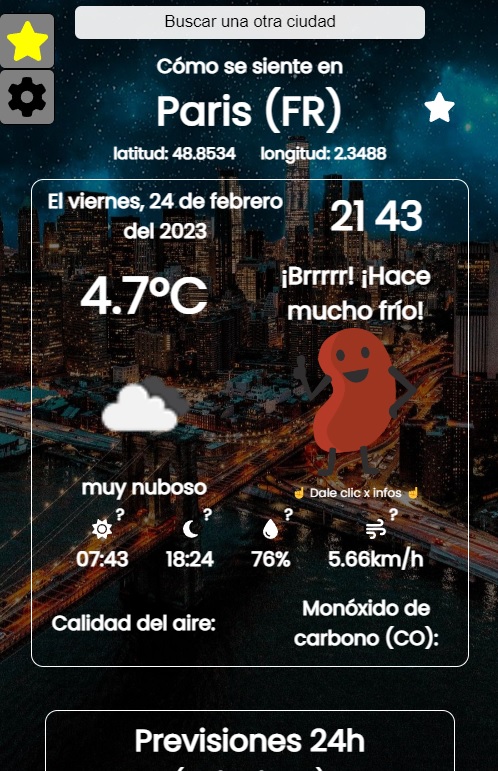 Buscar una otra ciudad
Cómo se siente en
Paris (FR)
latitud: 48.8534 longitud: 2.3488
El viernes, 24 de febrero
del 2023
21 43
4.7°C
¡Brrrrr! ¡Hace
mucho frío!
muy nuboso
☝ Dale clic x infos ☝
? ? ? ?
07:43 18:24 76% 5.66km/h
Calidad del aire:
Monóxido de
carbono (CO):
Previsiones 24h